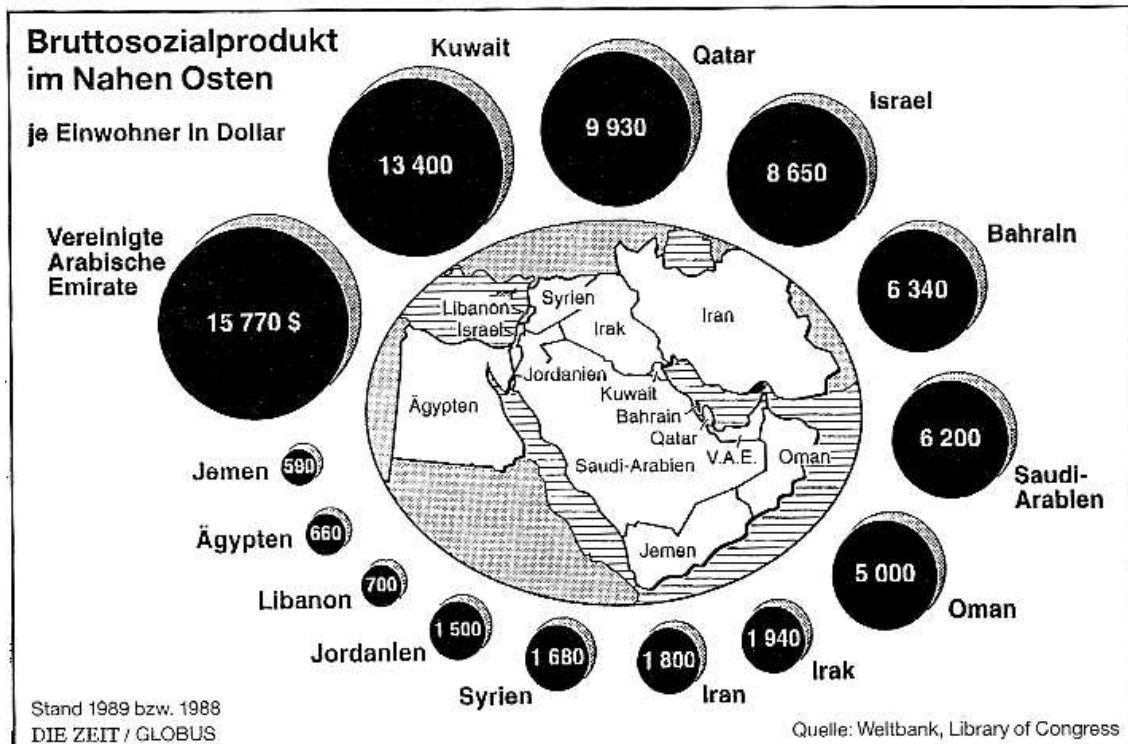 Bruttosozialprodukt
im Nahen Osten
je Einwohner in Dollar
Kuwait
13 400
Qatar
9 930
Israel
8 650
Bahrain
6 340
6 200
Saudi-
Arabien
5 000
Oman
1 940
Irak
1 800
Iran
1 680
Syrien
1 500
Jordanien
700
Libanon
660
Ägypten
Jemen
Vereinigte
Arabische
Emirate
15 770 $
Libanon
Israel
Syrien
Irak
Iran
Jordanien
Ägypten
Kuwait
Bahrain
Qatar
Saudi-Arabien
V.A.E.
Oman
Jemen
Stand 1989 bzw. 1988
DIE ZEIT / GLOBUS
Quelle: Weltbank, Library of Congress